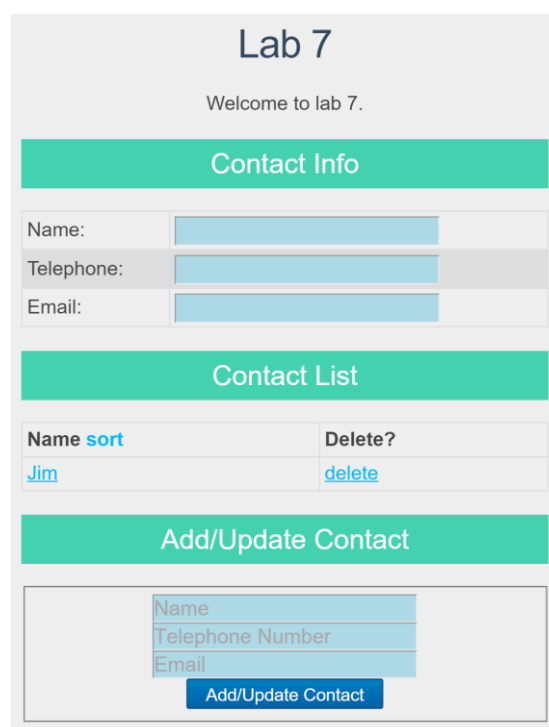 Lab 7
Welcome to lab 7.
Contact Info
Name:
Telephone:
Email:
Contact List
Name sort Delete?
Jim delete
Add/Update Contact
Name
Telephone Number
Email
Add/Update Contact